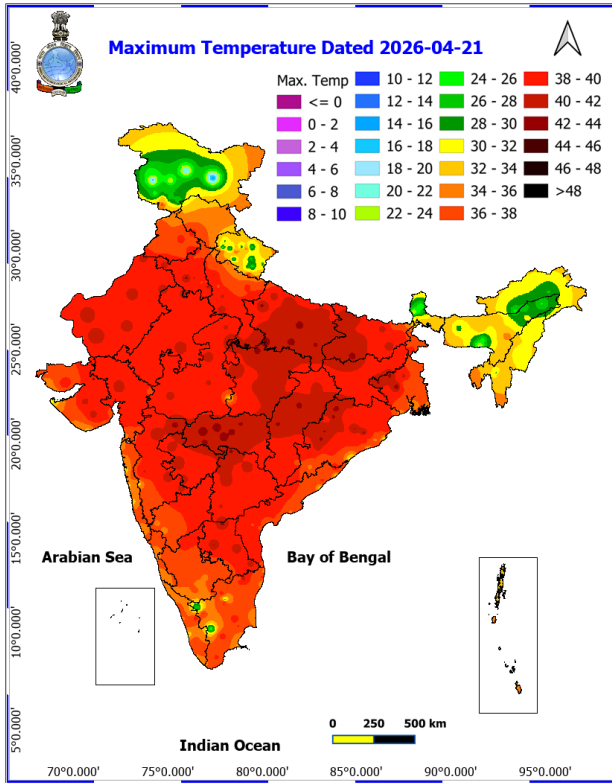 Maximum Temperature Dated 2026-04-21
Max. Temp
<= 0
0 - 2
2 - 4
4 - 6
6 - 8
8 - 10
10 - 12
12 - 14
14 - 16
16 - 18
18 - 20
20 - 22
22 - 24
24 - 26
26 - 28
28 - 30
30 - 32
32 - 34
34 - 36
36 - 38
38 - 40
40 - 42
42 - 44
44 - 46
46 - 48
>48
40°0.000'
35°0.000'
30°0.000'
25°0.000'
20°0.000'
15°0.000'
10°0.000'
5°0.000'
Arabian Sea
Bay of Bengal
Indian Ocean
0 250 500 km
70°0.000' 75°0.000' 80°0.000' 85°0.000' 90°0.000' 95°0.000'